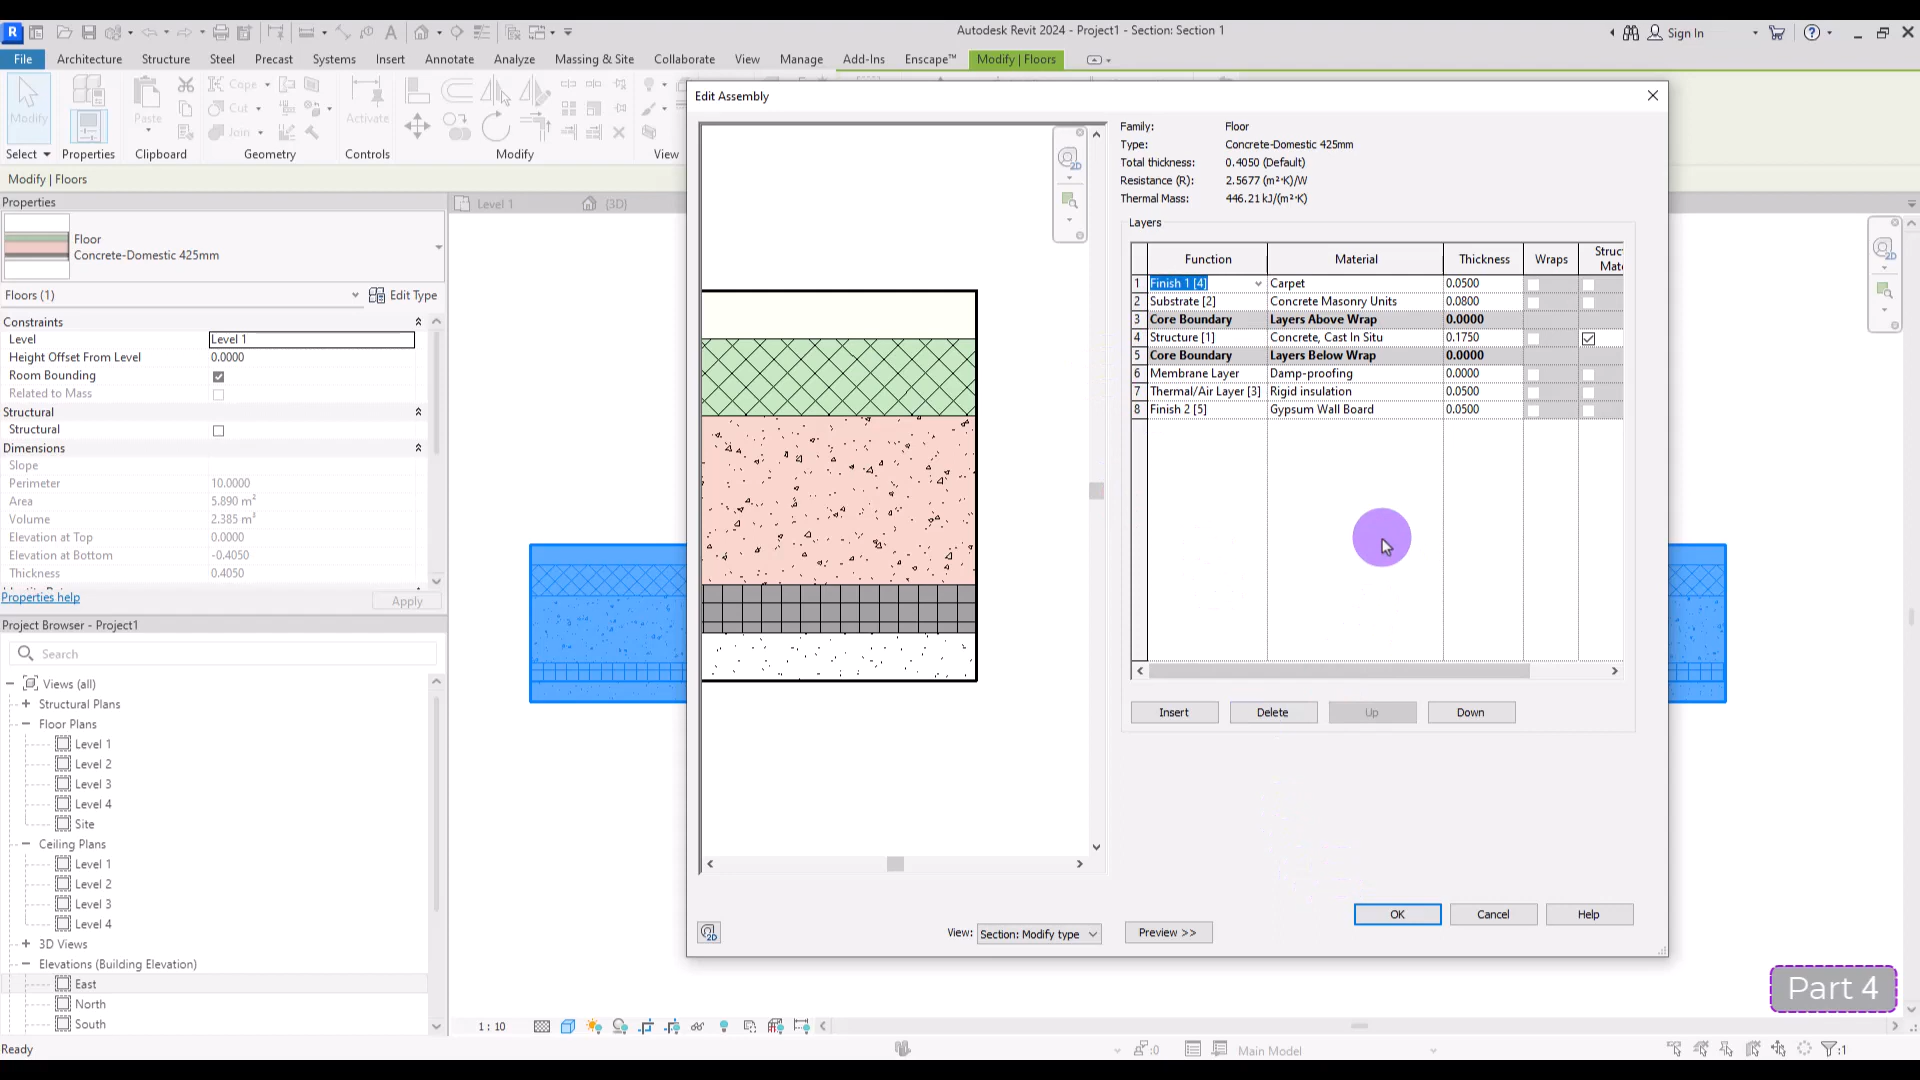 Autodesk Revit 2024 - Project1 - Section: Section 1
Sign In
File Architecture Structure Steel Precast Systems Insert Annotate Analyze Massing & Site Collaborate View Manage Add-Ins Enscape™ Modify | Floors
Modify
Paste
Cope
Cut
Join
Activate
Select Properties Clipboard Geometry Controls Modify View
Modify | Floors
Properties
Floor
Concrete-Domestic 425mm
Floors (1) Edit Type
Constraints
Level Level 1
Height Offset From Level 0.0000
Room Bounding
Related to Mass
Structural
Structural
Dimensions
Slope
Perimeter 10.0000
Area 5.890 m²
Volume 2.385 m³
Elevation at Top 0.0000
Elevation at Bottom -0.4050
Thickness 0.4050
Properties help Apply
Project Browser - Project1
Search
Views (all)
Structural Plans
Floor Plans
Level 1
Level 2
Level 3
Level 4
Site
Ceiling Plans
Level 1
Level 2
Level 3
Level 4
3D Views
Elevations (Building Elevation)
East
North
South
Ready
Level 1 {3D}
1 : 10
:0
Main Model
:1
Edit Assembly
2D
Family: Floor
Type: Concrete-Domestic 425mm
Total thickness: 0.4050 (Default)
Resistance (R): 2.5677 (m²·K)/W
Thermal Mass: 446.21 kJ/(m²·K)
Layers
Function Material Thickness Wraps Struc
Mate
1 Finish 1 [4] Carpet 0.0500
2 Substrate [2] Concrete Masonry Units 0.0800
3 Core Boundary Layers Above Wrap 0.0000
4 Structure [1] Concrete, Cast In Situ 0.1750
5 Core Boundary Layers Below Wrap 0.0000
6 Membrane Layer Damp-proofing 0.0000
7 Thermal/Air Layer [3] Rigid insulation 0.0500
8 Finish 2 [5] Gypsum Wall Board 0.0500
Insert Delete Up Down
OK Cancel Help
View: Section: Modify type Preview >>
Part 4